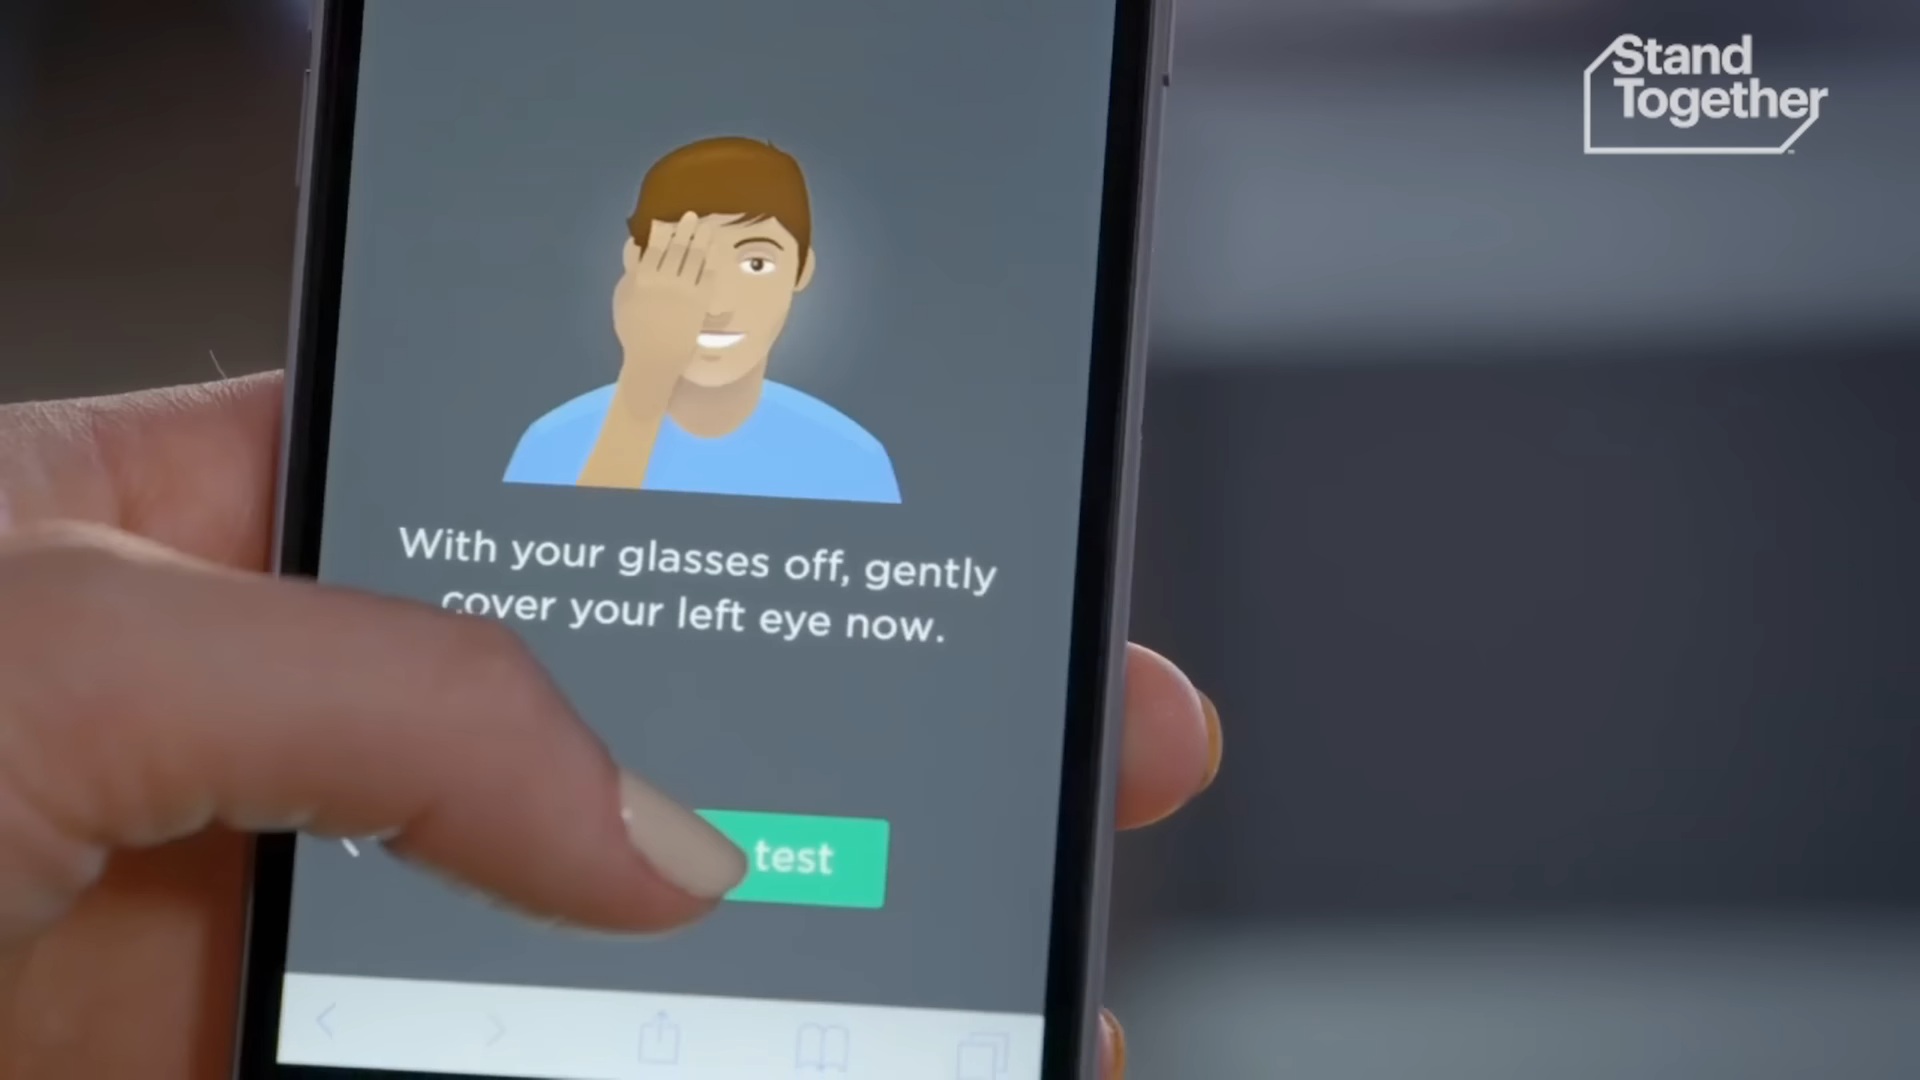 Stand
Together
With your glasses off, gently
cover your left eye now.
test